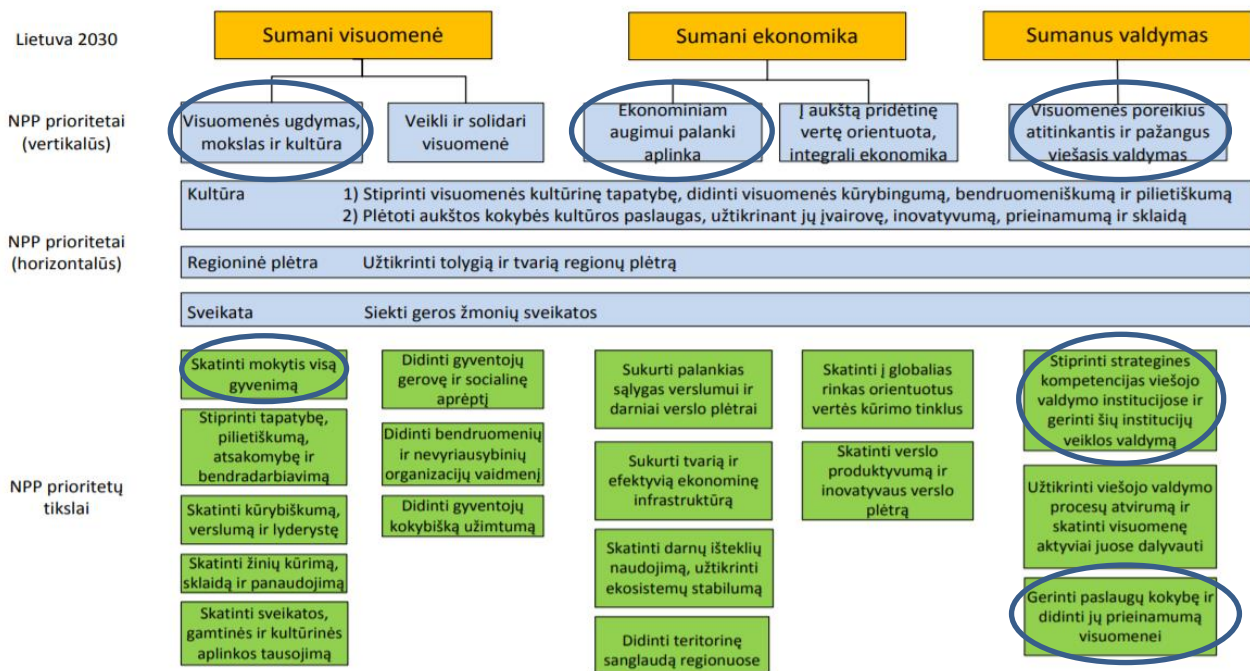 Lietuva 2030
Sumani visuomenė
Sumani ekonomika
Sumanus valdymas
NPP prioritetai
(vertikalūs)
Visuomenės ugdymas,
mokslas ir kultūra
Veikli ir solidari
visuomenė
Ekonominiam
augimui palanki
aplinka
Į aukštą pridėtinę
vertę orientuota,
integrali ekonomika
Visuomenės poreikius
atitinkantis ir pažangus
viešasis valdymas
NPP prioritetai
(horizontalūs)
Kultūra
1) Stiprinti visuomenės kultūrinę tapatybę, didinti visuomenės kūrybingumą, bendruomeniškumą ir pilietiškumą
2) Plėtoti aukštos kokybės kultūros paslaugas, užtikrinant jų įvairovę, inovatyvumą, prieinamumą ir sklaidą
Regioninė plėtra Užtikrinti tolygią ir tvarią regionų plėtrą
Sveikata Siekti geros žmonių sveikatos
NPP prioritetų
tikslai
Skatinti mokytis visą
gyvenimą
Stiprinti tapatybę,
pilietiškumą,
atsakomybę ir
bendradarbiavimą
Skatinti kūrybiškumą,
verslumą ir lyderystę
Skatinti žinių kūrimą,
sklaidą ir panaudojimą
Skatinti sveikatos,
gamtinės ir kultūrinės
aplinkos tausojimą
Didinti gyventojų
gerovę ir socialinę
aprėptį
Didinti bendruomenių
ir nevyriausybinių
organizacijų vaidmenį
Didinti gyventojų
kokybišką užimtumą
Sukurti palankias
sąlygas verslumui ir
darniai verslo plėtrai
Sukurti tvarią ir
efektyvią ekonominę
infrastruktūrą
Skatinti darnų išteklių
naudojimą, užtikrinti
ekosistemų stabilumą
Didinti teritorinę
sanglaudą regionuose
Skatinti į globalias
rinkas orientuotus
vertės kūrimo tinklus
Skatinti verslo
produktyvumą ir
inovatyvaus verslo
plėtrą
Stiprinti strategines
kompetencijas viešojo
valdymo institucijose ir
gerinti šių institucijų
veiklos valdymą
Užtikrinti viešojo valdymo
procesų atvirumą ir
skatinti visuomenę
aktyviai juose dalyvauti
Gerinti paslaugų kokybę ir
didinti jų prieinamumą
visuomenei